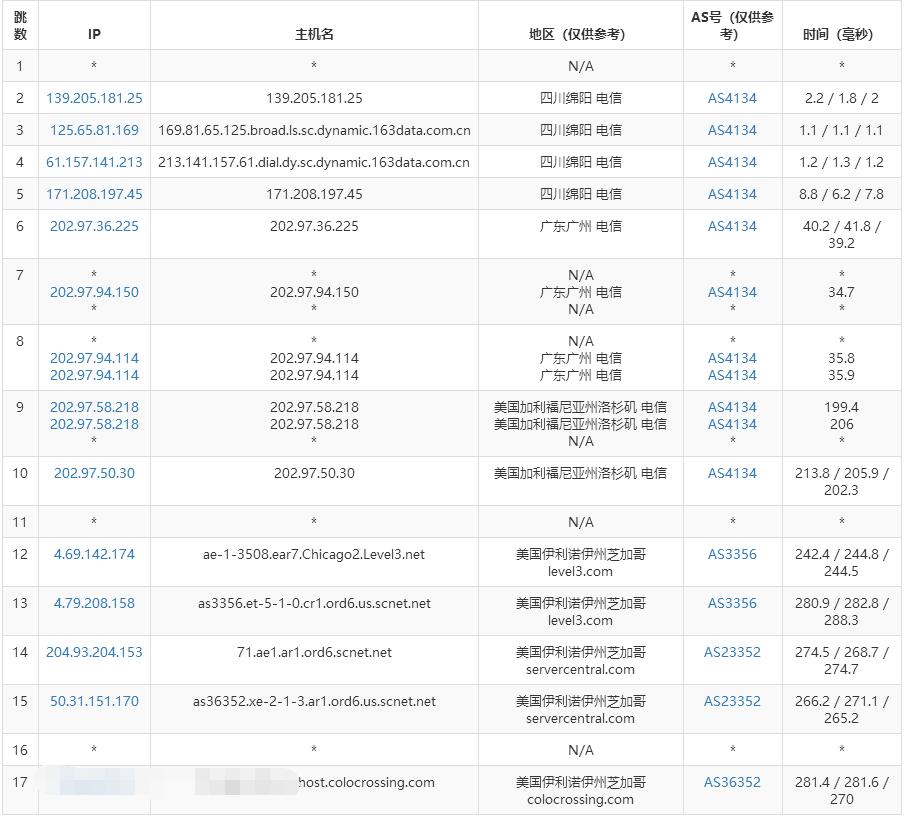 跳数 IP 主机名 地区（仅供参考） AS号（仅供参考） 时间（毫秒）
1 * * N/A * *
2 139.205.181.25 139.205.181.25 四川绵阳 电信 AS4134 2.2 / 1.8 / 2
3 125.65.81.169 169.81.65.125.broad.ls.sc.dynamic.163data.com.cn 四川绵阳 电信 AS4134 1.1 / 1.1 / 1.1
4 61.157.141.213 213.141.157.61.dial.dy.sc.dynamic.163data.com.cn 四川绵阳 电信 AS4134 1.2 / 1.3 / 1.2
5 171.208.197.45 171.208.197.45 四川绵阳 电信 AS4134 8.8 / 6.2 / 7.8
6 202.97.36.225 202.97.36.225 广东广州 电信 AS4134 40.2 / 41.8 /
39.2
7 * * N/A * *
202.97.94.150 202.97.94.150 广东广州 电信 AS4134 34.7
* * N/A * *
8 * * N/A * *
202.97.94.114 202.97.94.114 广东广州 电信 AS4134 35.8
202.97.94.114 202.97.94.114 广东广州 电信 AS4134 35.9
9 202.97.58.218 202.97.58.218 美国加利福尼亚州洛杉矶 电信 AS4134 199.4
202.97.58.218 202.97.58.218 美国加利福尼亚州洛杉矶 电信 AS4134 206
* * N/A * *
10 202.97.50.30 202.97.50.30 美国加利福尼亚州洛杉矶 电信 AS4134 213.8 / 205.9 /
202.3
11 * * N/A * *
12 4.69.142.174 ae-1-3508.ear7.Chicago2.Level3.net 美国伊利诺伊州芝加哥 AS3356 242.4 / 244.8 /
level3.com 244.5
13 4.79.208.158 as3356.et-5-1-0.cr1.ord6.us.scnet.net 美国伊利诺伊州芝加哥 AS3356 280.9 / 282.8 /
level3.com 288.3
14 204.93.204.153 71.ae1.ar1.ord6.scnet.net 美国伊利诺伊州芝加哥 AS23352 274.5 / 268.7 /
servercentral.com 274.7
15 50.31.151.170 as36352.xe-2-1-3.ar1.ord6.us.scnet.net 美国伊利诺伊州芝加哥 AS23352 266.2 / 271.1 /
servercentral.com 265.2
16 * * N/A * *
17 host.colocrossing.com 美国伊利诺伊州芝加哥 AS36352 281.4 / 281.6 /
colocrossing.com 270